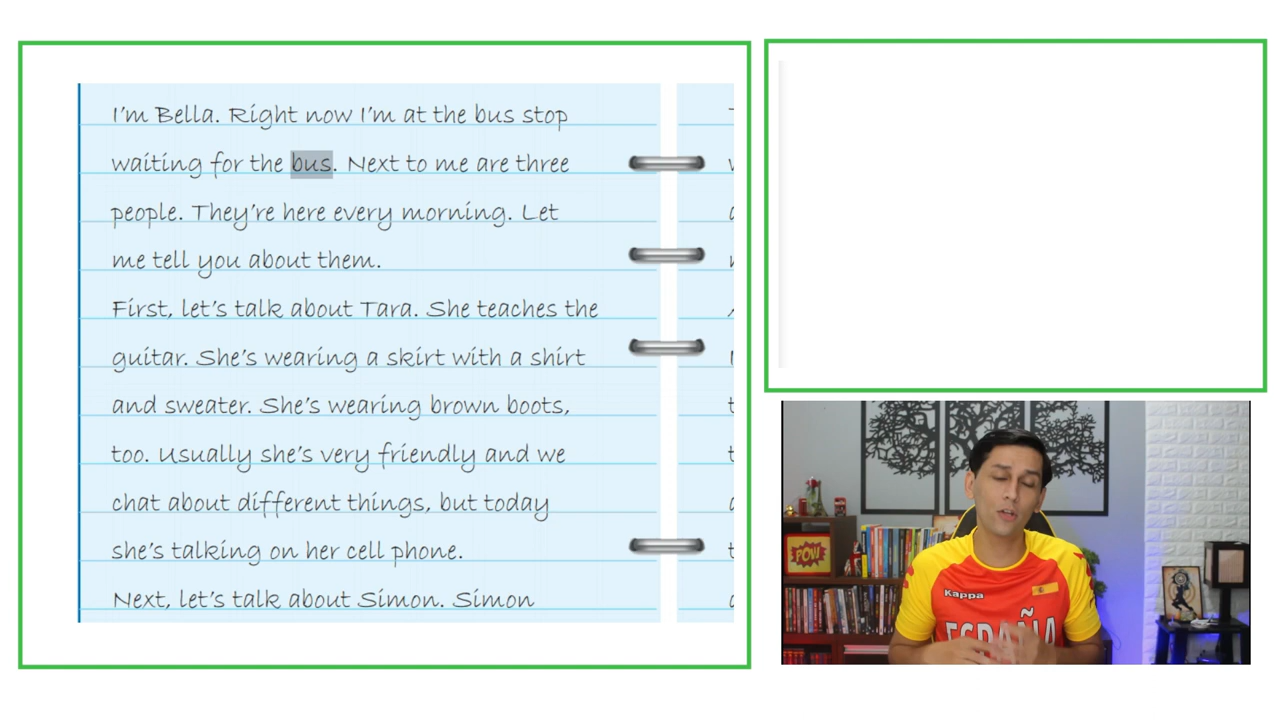 I'm Bella. Right now I'm at the bus stop
waiting for the bus. Next to me are three
people. They're here every morning. Let
me tell you about them.
First, let's talk about Tara. She teaches the
guitar. She's wearing a skirt with a shirt
and sweater. She's wearing brown boots,
too. Usually she's very friendly and we
chat about different things, but today
she's talking on her cell phone.
Next, let's talk about Simon. Simon
POW
Kappa
ESPAÑA